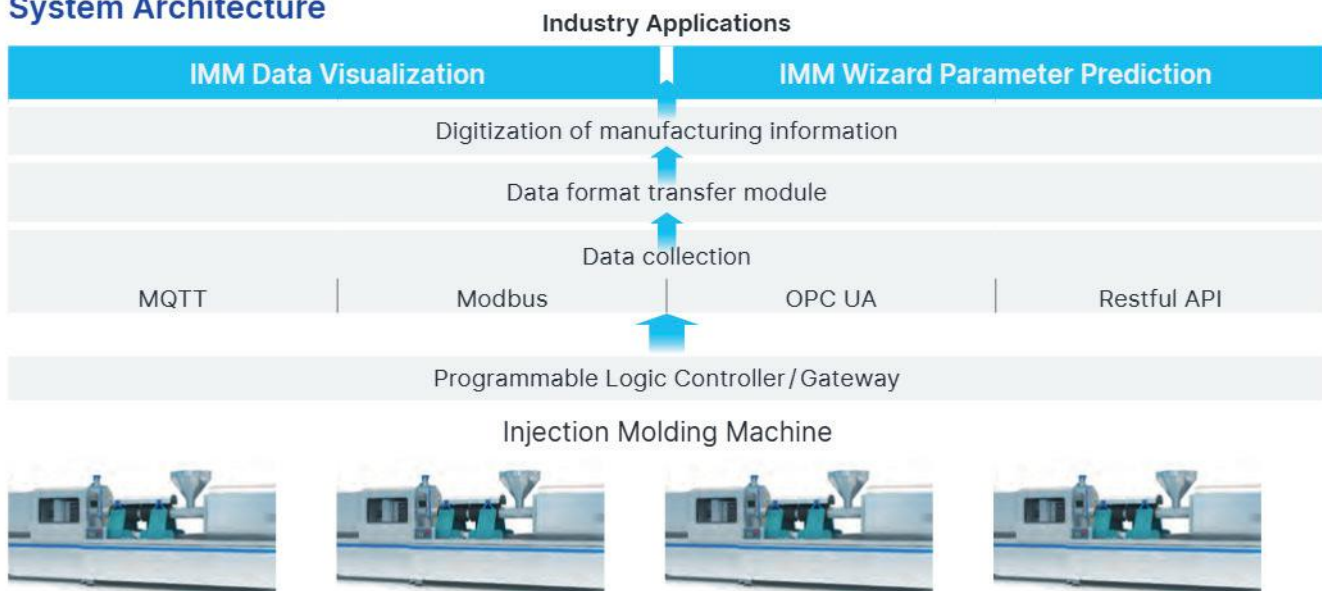 System Architecture
Industry Applications
IMM Data Visualization
IMM Wizard Parameter Prediction
Digitization of manufacturing information
Data format transfer module
Data collection
MQTT
Modbus
OPC UA
Restful API
Programmable Logic Controller/Gateway
Injection Molding Machine